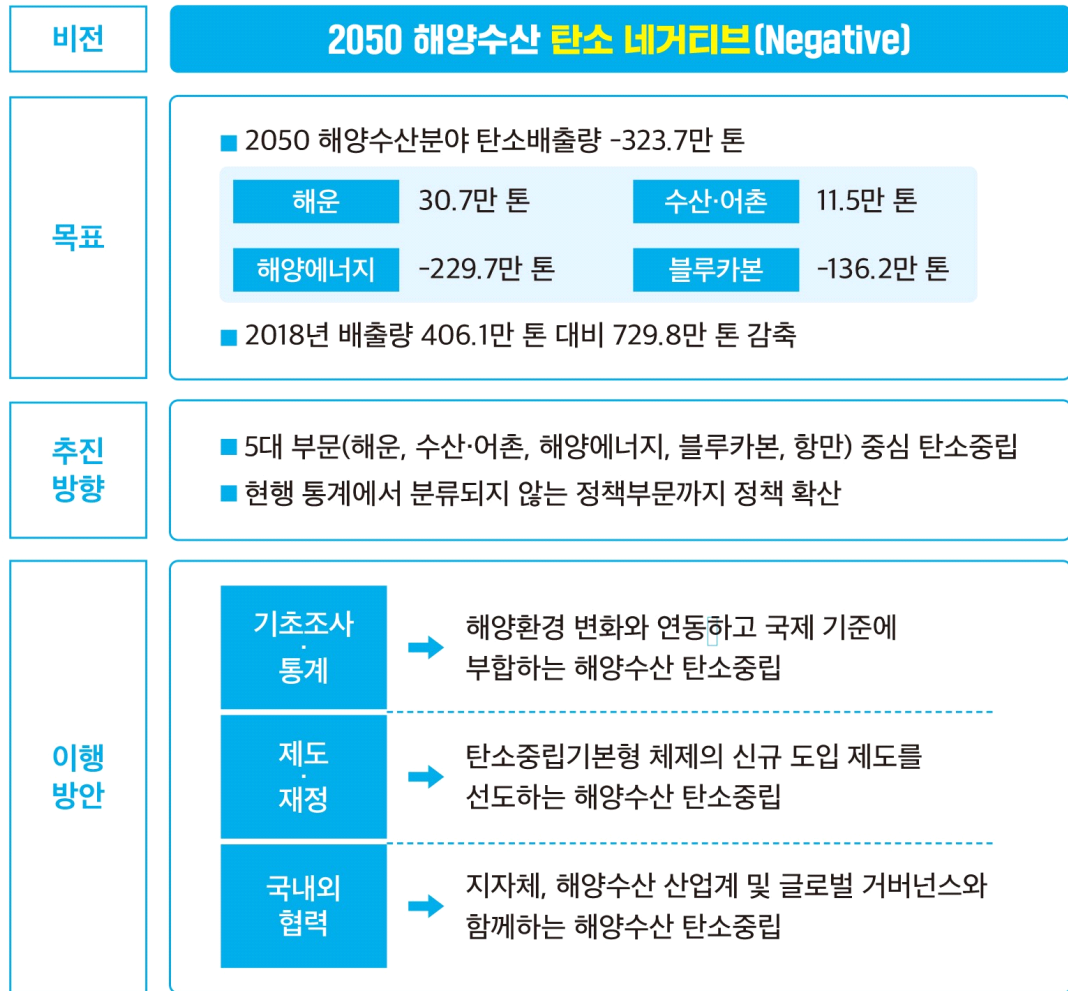 비전
2050 해양수산 탄소 네거티브(Negative)
목표
■ 2050 해양수산분야 탄소배출량 -323.7만 톤
해운 30.7만 톤 수산·어촌 11.5만 톤
해양에너지 -229.7만 톤 블루카본 -136.2만 톤
■ 2018년 배출량 406.1만 톤 대비 729.8만 톤 감축
추진
방향
■ 5대 부문(해운, 수산·어촌, 해양에너지, 블루카본, 항만) 중심 탄소중립
■ 현행 통계에서 분류되지 않는 정책부문까지 정책 확산
이행
방안
기초조사
·
통계
해양환경 변화와 연동하고 국제 기준에
부합하는 해양수산 탄소중립
제도
·
재정
탄소중립기본형 체제의 신규 도입 제도를
선도하는 해양수산 탄소중립
국내외
협력
지자체, 해양수산 산업계 및 글로벌 거버넌스와
함께하는 해양수산 탄소중립